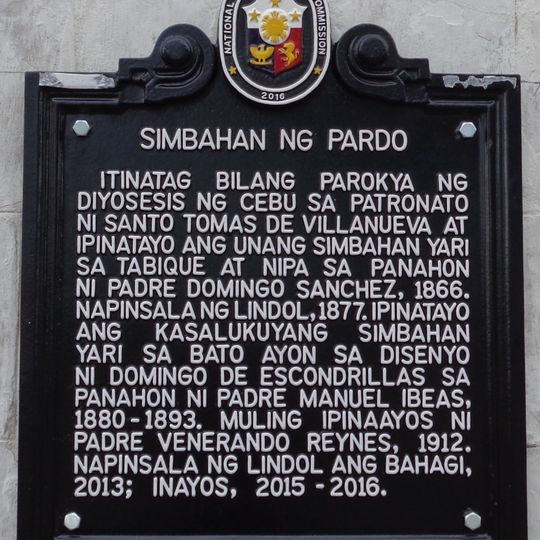 NATIONAL
COMMISSION
2016
SIMBAHAN NG PARDO
ITINATAG BILANG PAROKYA NG
DIYOSESIS NG CEBU SA PATRONATO
NI SANTO TOMAS DE VILLANUEVA AT
IPINATAYO ANG UNANG SIMBAHAN YARI
SA TABIQUE AT NIPA SA PANAHON
NI PADRE DOMINGO SANCHEZ, 1866.
NAPINSALA NG LINDOL, 1877. IPINATAYO
ANG KASALUKUYANG SIMBAHAN
YARI SA BATO AYON SA DISENYO
NI DOMINGO DE ESCONDRILLAS SA
PANAHON NI PADRE MANUEL IBEAS,
1880-1893. MULING IPINAAYOS NI
PADRE VENERANDO REYNES, 1912.
NAPINSALA NG LINDOL ANG BAHAGI,
2013; INAYOS, 2015-2016.